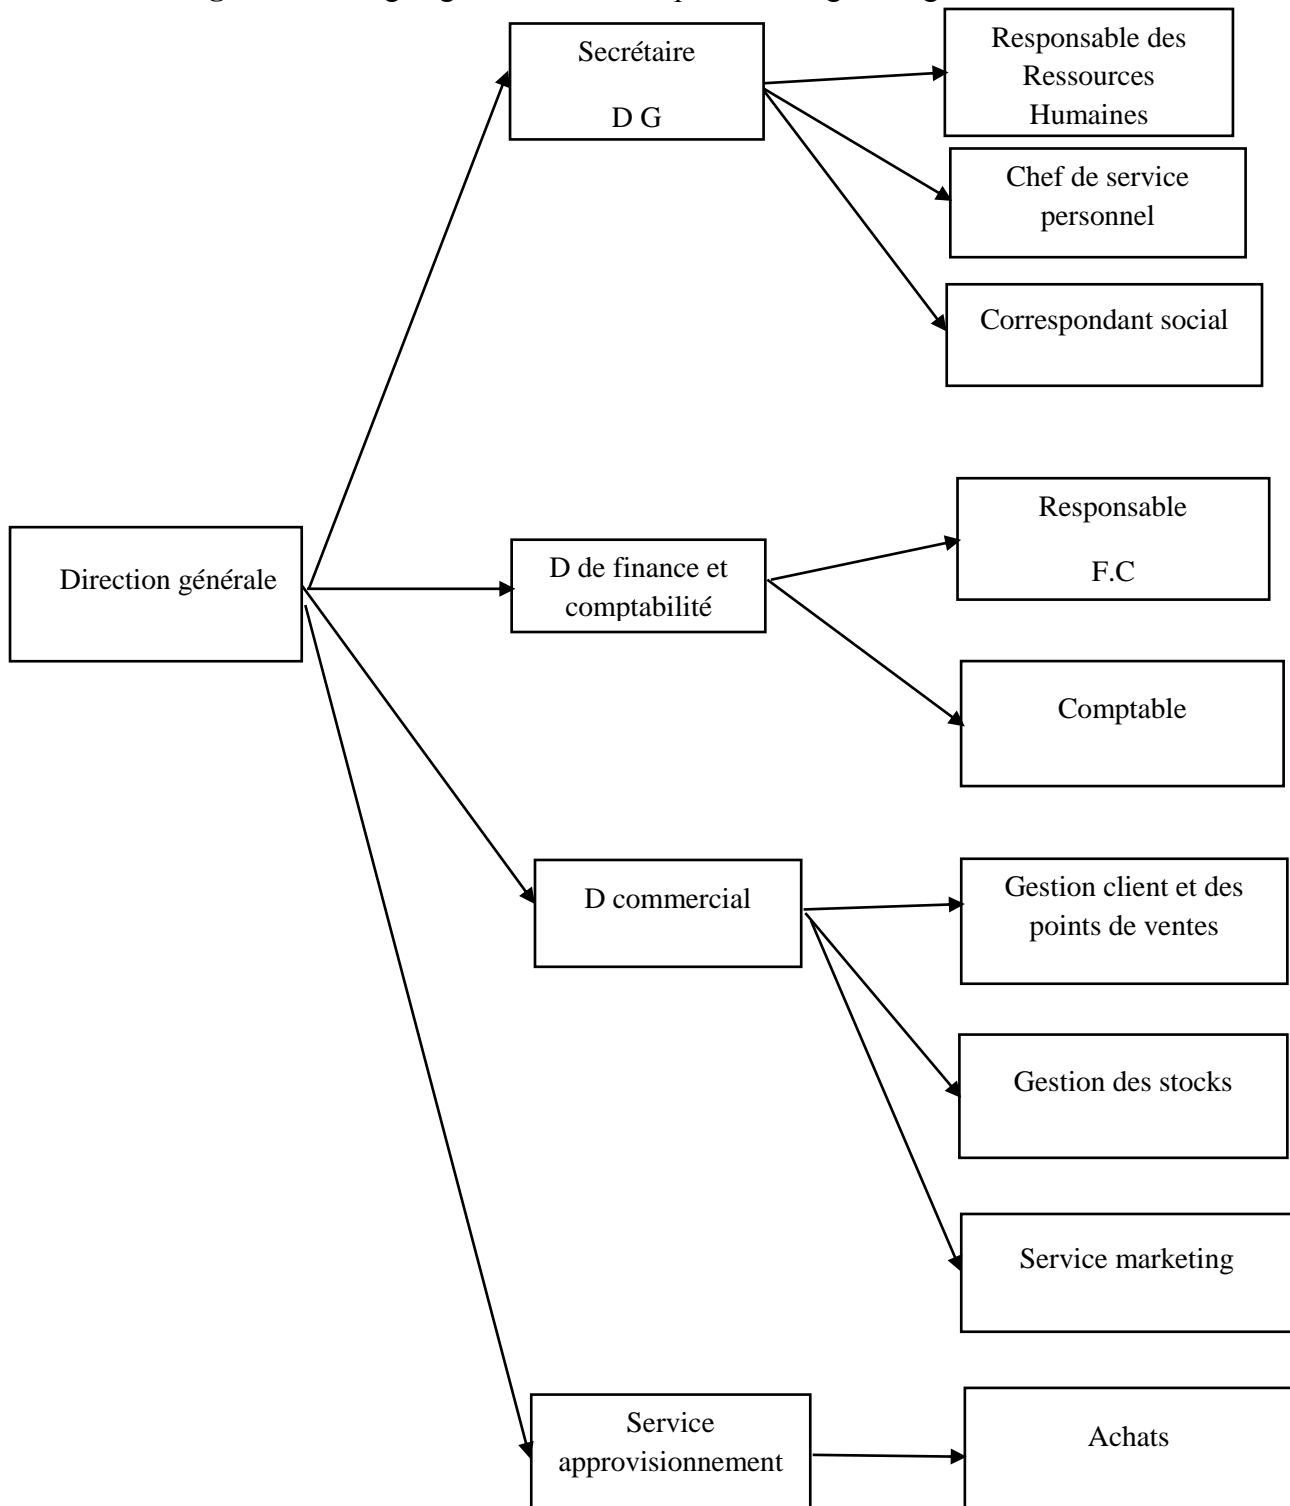 Secrétaire
D G
Responsable des
Ressources
Humaines
Chef de service
personnel
Correspondant social
Direction générale
D de finance et
comptabilité
Responsable
F.C
Comptable
D commercial
Gestion client et des
points de ventes
Gestion des stocks
Service marketing
Service
approvisionnement
Achats